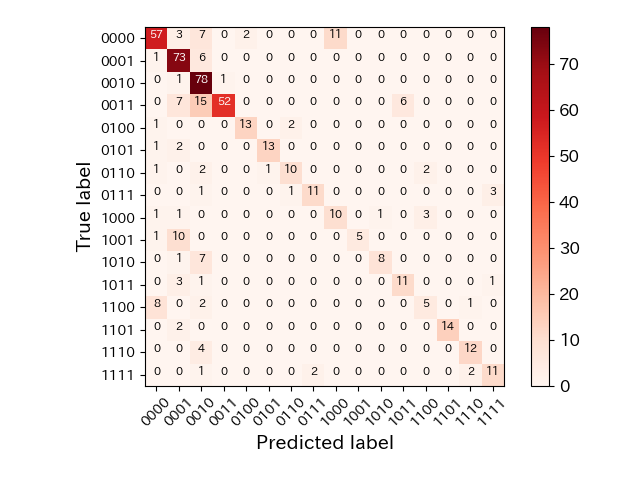 0000 57 3 7 0 2 0 0 0 11 0 0 0 0 0 0 0
0001 1 73 6 0 0 0 0 0 0 0 0 0 0 0 0 0
0010 0 1 78 1 0 0 0 0 0 0 0 0 0 0 0 0
0011 0 7 15 52 0 0 0 0 0 0 0 6 0 0 0 0
0100 1 0 0 0 13 0 2 0 0 0 0 0 0 0 0 0
0101 1 2 0 0 0 13 0 0 0 0 0 0 0 0 0 0
0110 1 0 2 0 0 1 10 0 0 0 0 0 2 0 0 0
0111 0 0 1 0 0 0 1 11 0 0 0 0 0 0 0 3
1000 1 1 0 0 0 0 0 0 10 0 1 0 3 0 0 0
1001 1 10 0 0 0 0 0 0 0 5 0 0 0 0 0 0
1010 0 1 7 0 0 0 0 0 0 0 8 0 0 0 0 0
1011 0 3 1 0 0 0 0 0 0 0 0 11 0 0 0 1
1100 8 0 2 0 0 0 0 0 0 0 0 0 5 0 1 0
1101 0 2 0 0 0 0 0 0 0 0 0 0 0 14 0 0
1110 0 0 4 0 0 0 0 0 0 0 0 0 0 0 12 0
1111 0 0 1 0 0 0 0 2 0 0 0 0 0 0 2 11
0000 0001 0010 0011 0100 0101 0110 0111 1000 1001 1010 1011 1100 1101 1110 1111
Predicted label
True label
70
60
50
40
30
20
10
0